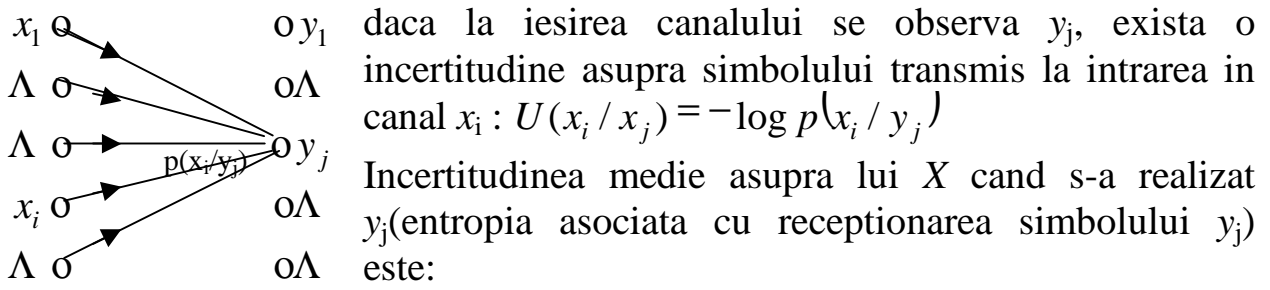 x1 o o y1 daca la iesirea canalului se observa yj, exista o
Λ o oΛ incertitudine asupra simbolului transmis la intrarea in
canal xi : U(xi / xj) = −log p(xi / yj)
Λ o p(xi/yj) o yj
Incertitudinea medie asupra lui X cand s-a realizat
xi o oΛ yj(entropia asociata cu receptionarea simbolului yj)
Λ o oΛ este: